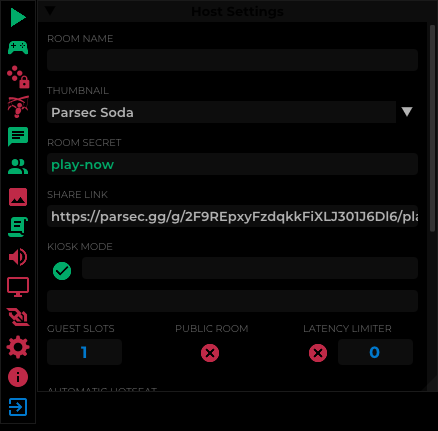 Host Settings
ROOM NAME
THUMBNAIL
Parsec Soda
ROOM SECRET
play-now
SHARE LINK
https://parsec.gg/g/2F9REpxyFzdqkkFiXLJ301J6Dl6/pla
KIOSK MODE
GUEST SLOTS PUBLIC ROOM LATENCY LIMITER
1 0
AUTOMATIC HOTSEAT